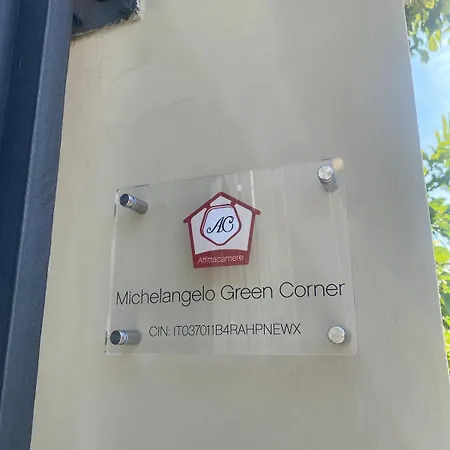 AC
Affittacamere
Michelangelo Green Corner
CIN: IT037011B4RAHPNEWX